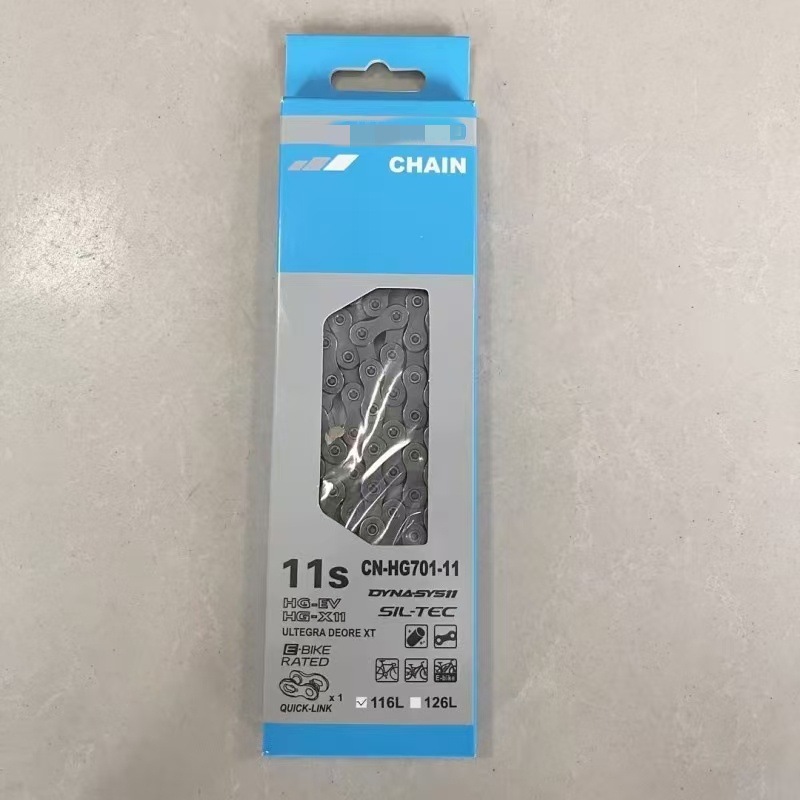 CHAIN
11s CN-HG701-11
HG-EV DYNA-SYS11
HG-X11 SIL-TEC
ULTEGRA DEORE XT
E-BIKE
RATED
E-bike
x 1
QUICK-LINK
116L 126L